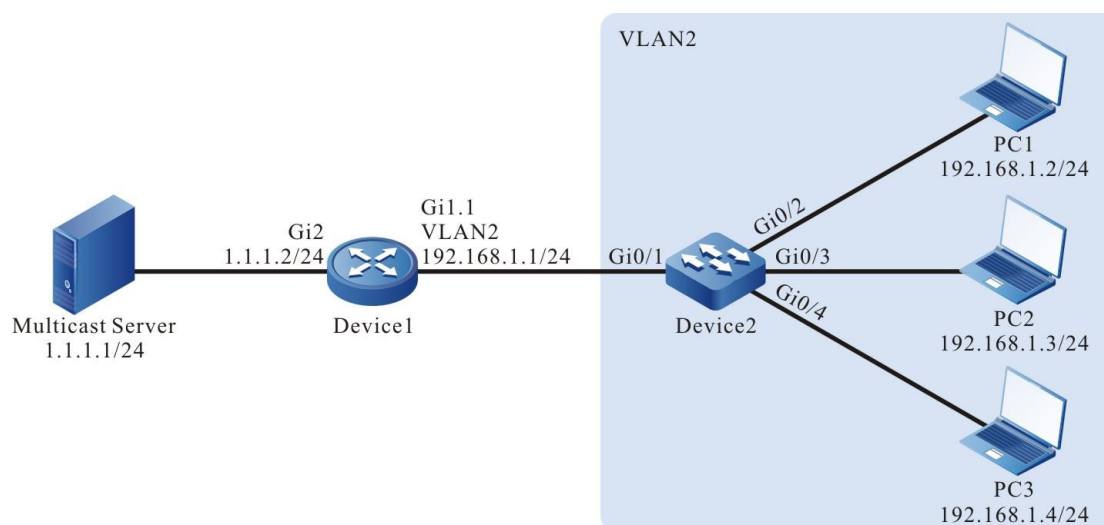 VLAN2
PC1
192.168.1.2/24
Gi1.1
Gi2
VLAN2
1.1.1.2/24
192.168.1.1/24
Gi0/1
Gi0/2
Gi0/3
Gi0/4
Multicast Server
1.1.1.1/24
Device1
Device2
PC2
192.168.1.3/24
PC3
192.168.1.4/24